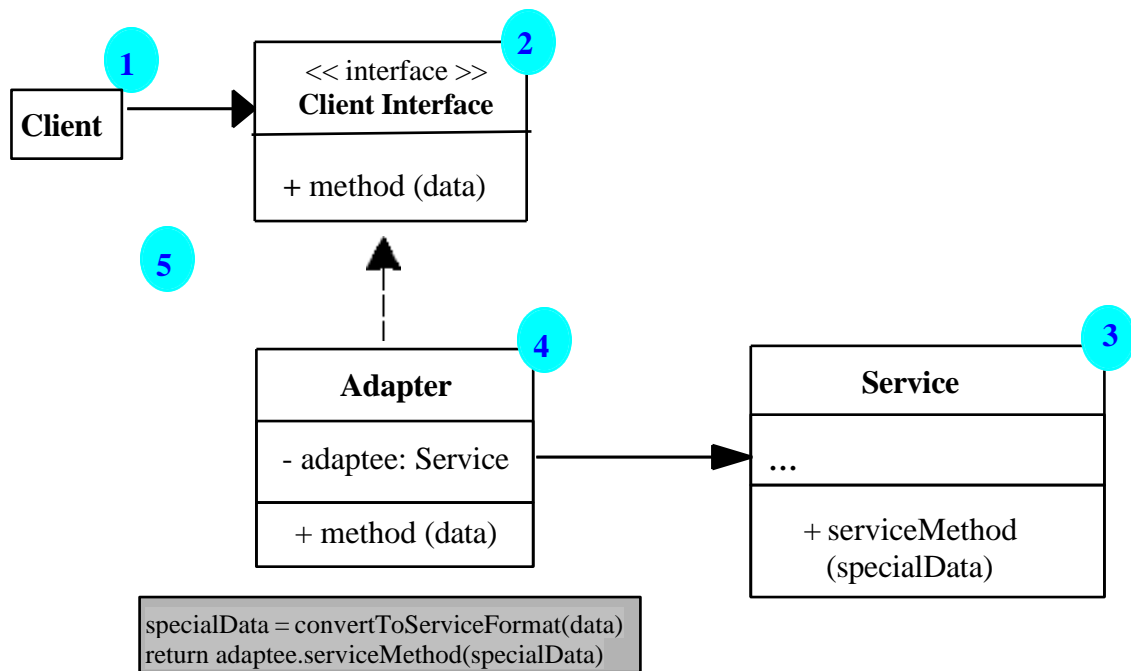 1
2
<< interface >>
Client Interface
Client
+ method (data)
5
4
3
Adapter
Service
- adaptee: Service
...
+ method (data)
+ serviceMethod
(specialData)
specialData = convertToServiceFormat(data)
return adaptee.serviceMethod(specialData)